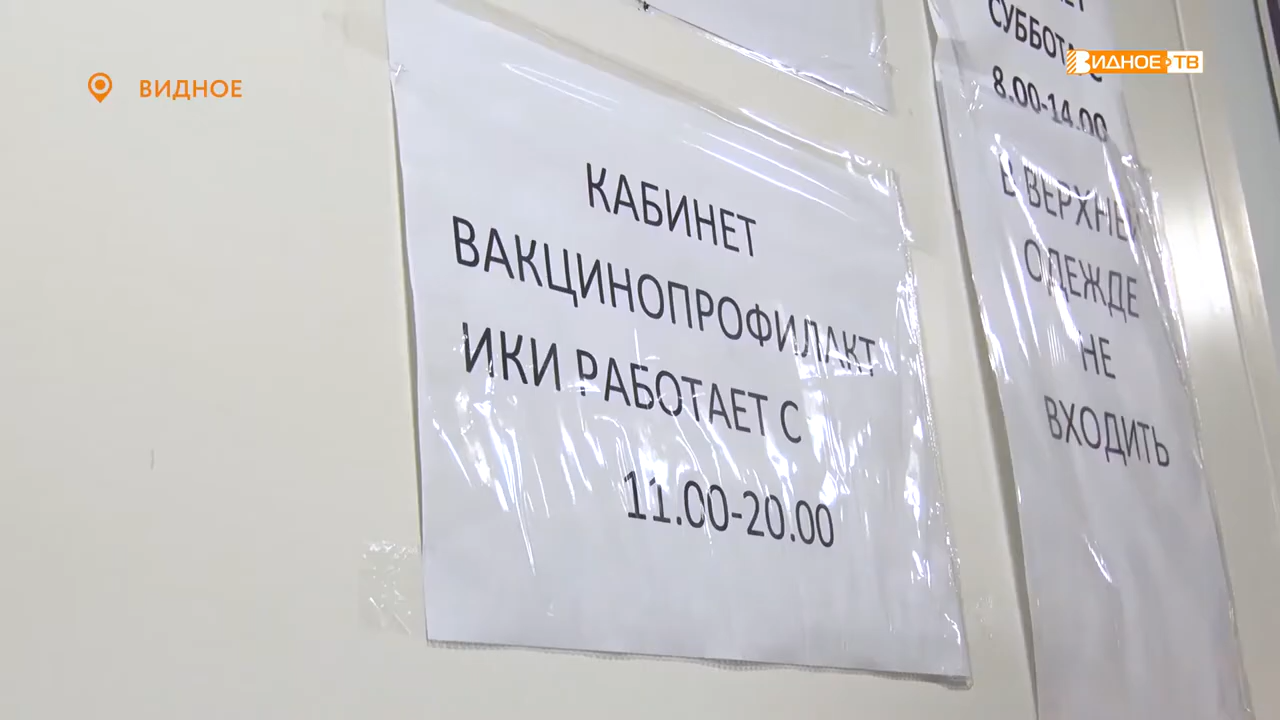 ВИДНОЕ
ВИДНОЕ ТВ
КАБИНЕТ
ВАКЦИНОПРОФИЛАКТ
ИКИ РАБОТАЕТ С
11.00-20.00
СУББОТА С
8.00-14.00
В ВЕРХНЕЙ
ОДЕЖДЕ
НЕ
ВХОДИТЬ